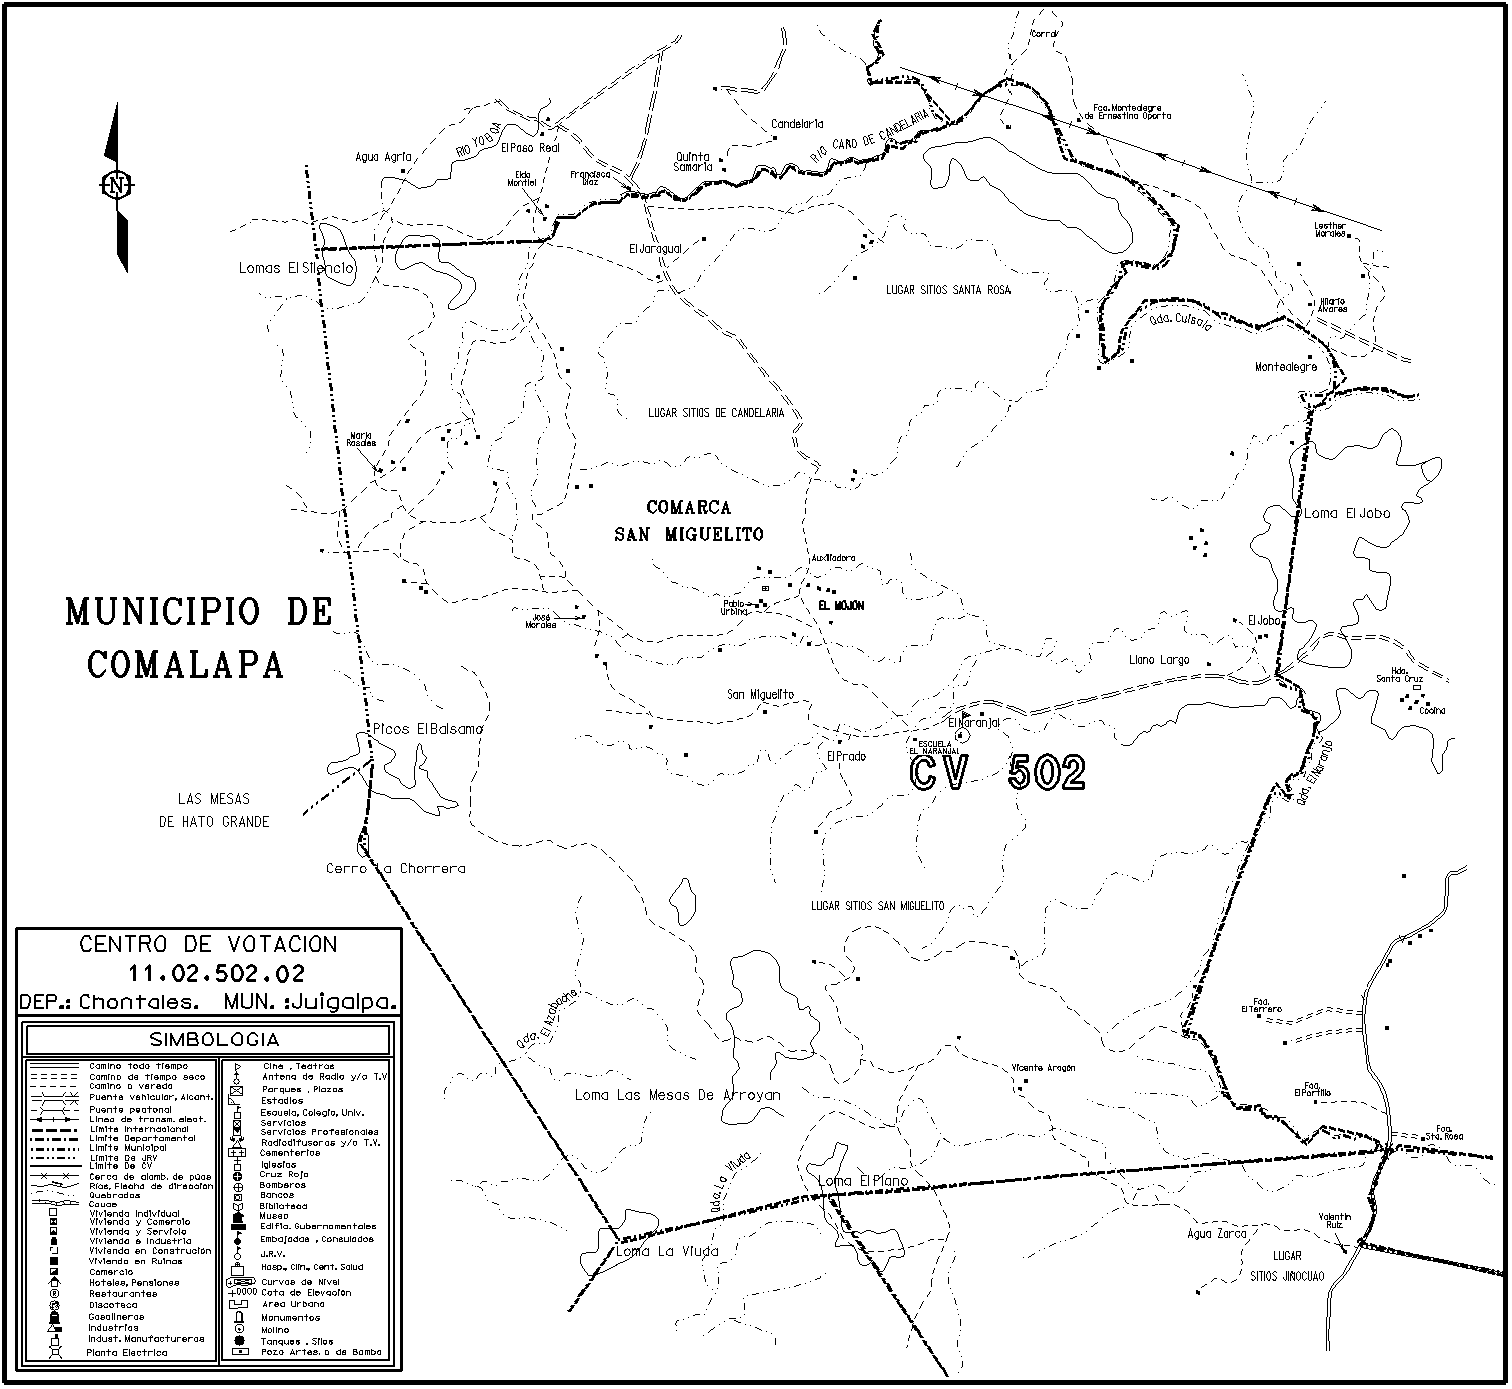 Corral
Fca. Montealegre
de Ernestina Oporta
Candelaria
RIO CAÑO DE CANDELARIA
RIO YOBOA
El Paso Real
Agua Agria
Quinta
Samaria
Elda
Montiel
Francisca
Diaz
Lesther
Morales
El Jaragual
Lomas El Silencio
LUGAR SITIOS SANTA ROSA
Hilario
Alvares
Qda. Cuisala
Montealegre
LUGAR SITIOS DE CANDELARIA
Maria
Rosales
COMARCA
SAN MIGUELITO
Loma El Jobo
Auxiliadora
MUNICIPIO DE
COMALAPA
Pablo
Urbina
EL MOJON
José
Morales
El Jobo
Llano Largo
Hda.
Santa Cruz
Cocina
San Miguelito
Picos El Balsamo
El Naranjal
ESCUELA
EL NARANJAL
El Prado
CV 502
Qda. El Naranjo
LAS MESAS
DE HATO GRANDE
Cerro La Chorrera
LUGAR SITIOS SAN MIGUELITO
Qda. El Azabache
Fca.
El Terrero
Vicente Aragón
Loma Las Mesas De Arroyan
Fca.
El Portillo
Fca.
Sta. Rosa
Qda. La Viuda
Loma El Plano
Valentin
Ruiz
Agua Zarca
Loma La Viuda
LUGAR
SITIOS JIÑOCUAO
N
CENTRO DE VOTACION
11.02.502.02
DEP.: Chontales. MUN. :Juigalpa.
SIMBOLOGIA
Camino todo tiempo
Camino de tiempo seco
Camino o vereda
Puente vehicular, Alcant.
Puente peatonal
Linea de transm. elect.
Limite Internacional
Limite Departamental
Limite Municipal
Limite De JRV
Limite De CV
Cerca de alamb. de púas
Rios, Flecha de dirección
Quebradas
Cauce
Vivienda Individual
Vivienda y Comercio
Vivienda y Servicio
Vivienda e Industria
Vivienda en Construción
Vivienda en Ruinas
Comercio
Hoteles, Pensiones
Restaurantes
Discoteca
Gasolineras
Industrias
Indust. Manufactureras
Planta Electrica
Cine , Teatros
Antena de Radio y/o T.V
Parques , Plazas
Estadios
Escuela, Colegio, Univ.
Servicios
Servicios Profesionales
Radiodifusoras y/o T.V.
Cementerios
Iglesias
Cruz Roja
Bomberos
Bancos
Biblioteca
Museo
Edific. Gubernamentales
Embajadas , Consulados
J.R.V.
Hosp., Clin., Cent. Salud
Curvas de Nivel
+0000 Cota de Elevación
Area Urbana
Monumentos
Molino
Tanques , Silos
Pozo Artes. o de Bomba